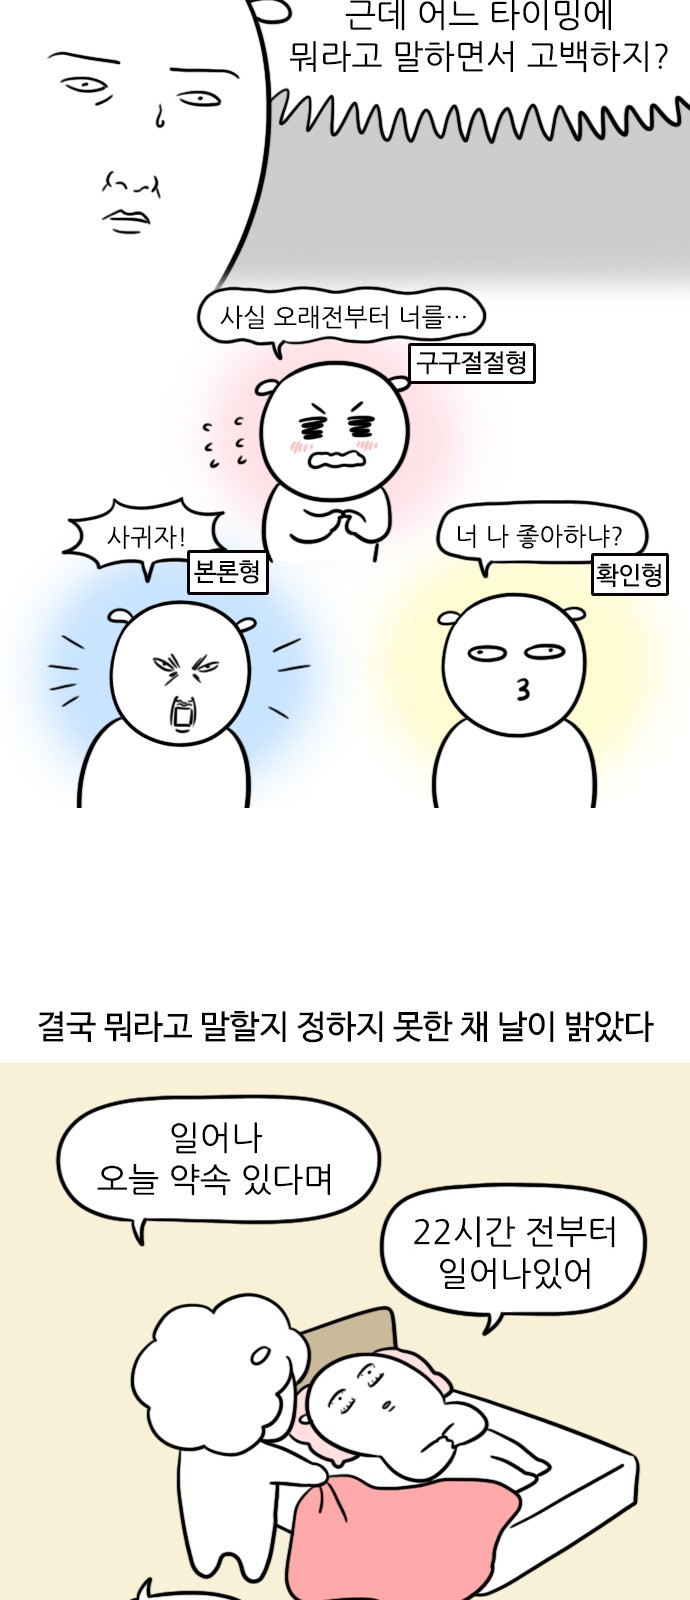 근데 어느 타이밍에
뭐라고 말하면서 고백하지?
사실 오래전부터 너를…
구구절절형
사귀자!
본론형
너 나 좋아하냐?
확인형
결국 뭐라고 말할지 정하지 못한 채 날이 밝았다
일어나
오늘 약속 있다며
22시간 전부터
일어나있어